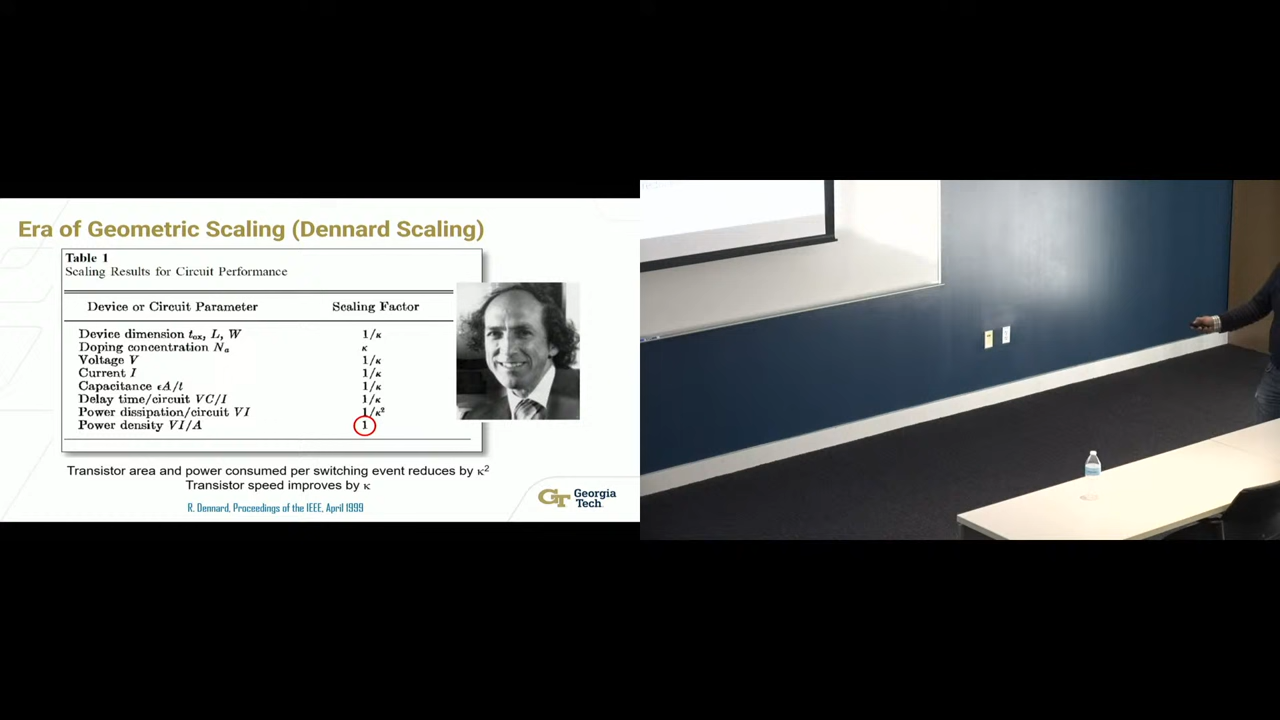 Era of Geometric Scaling (Dennard Scaling)
Table 1
Scaling Results for Circuit Performance
Device or Circuit Parameter Scaling Factor
Device dimension tox, L, W 1/κ
Doping concentration Na κ
Voltage V 1/κ
Current I 1/κ
Capacitance ϵA/t 1/κ
Delay time/circuit VC/I 1/κ
Power dissipation/circuit VI 1/κ²
Power density VI/A 1
Transistor area and power consumed per switching event reduces by κ²
Transistor speed improves by κ
R. Dennard, Proceedings of the IEEE, April 1999
GT Georgia
Tech